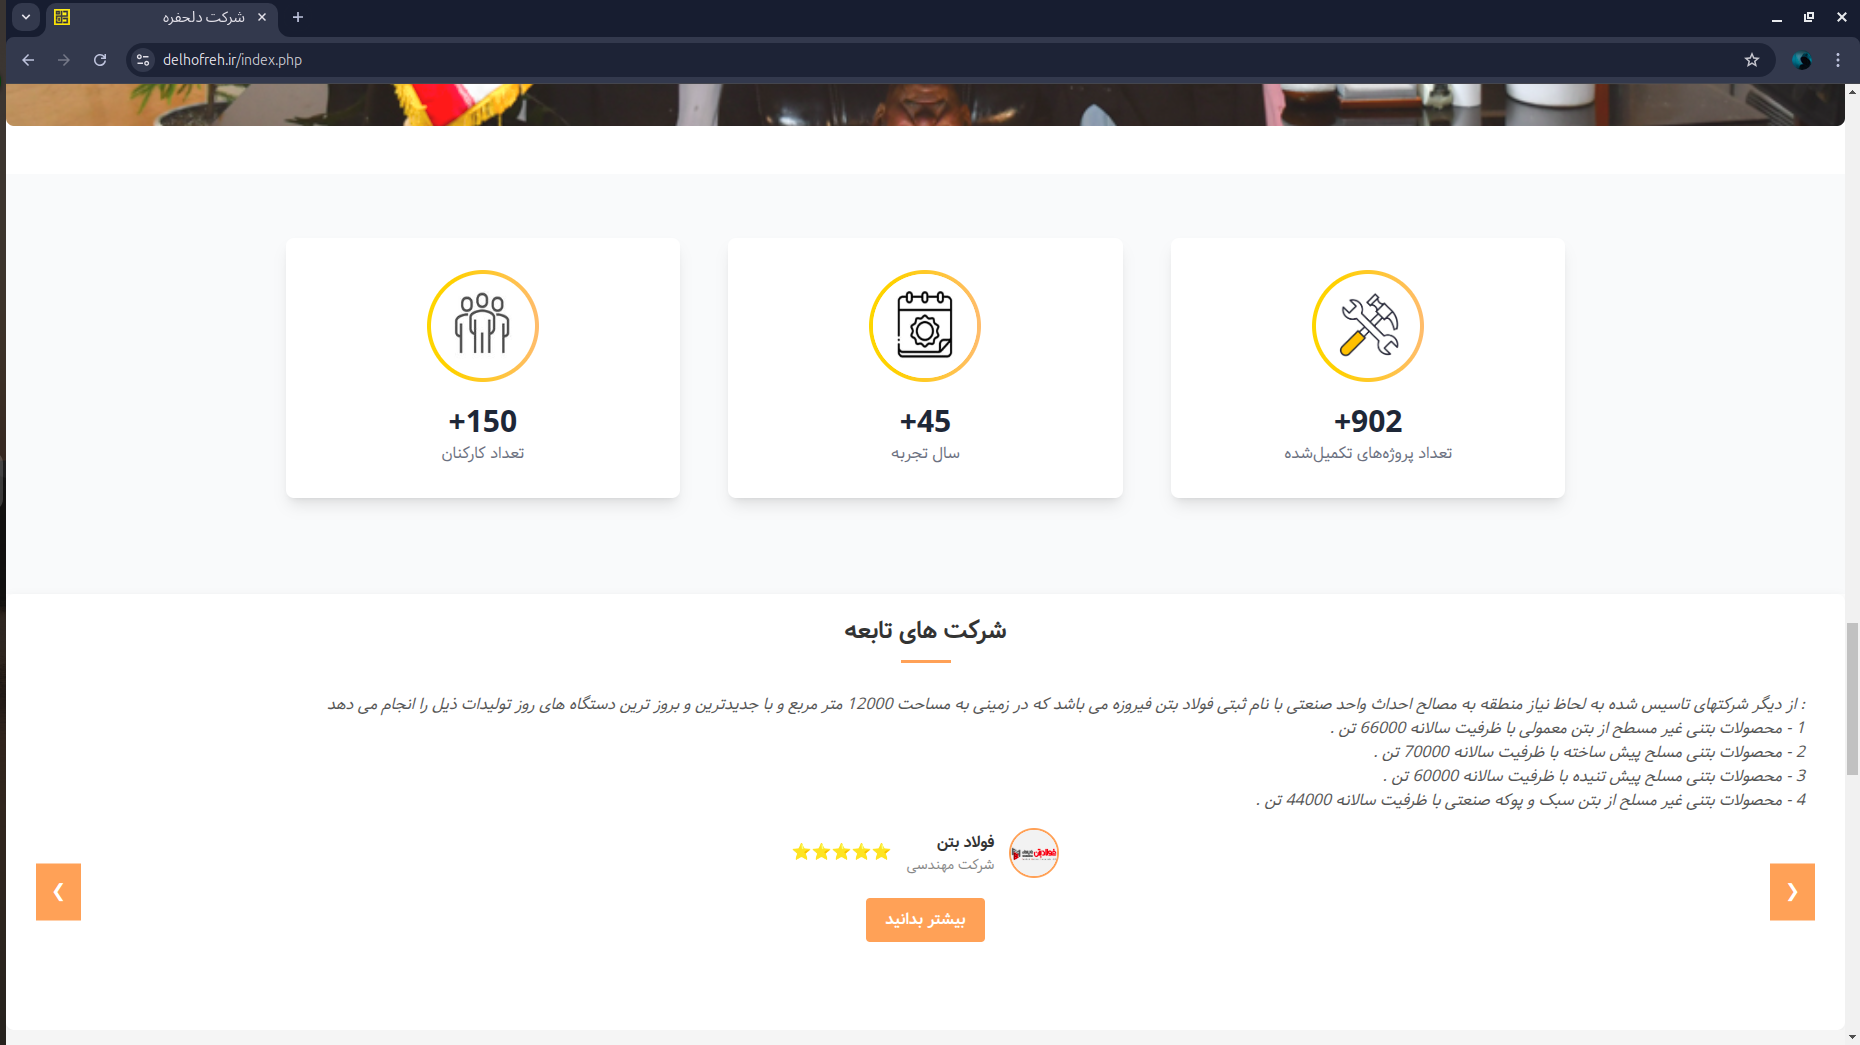 شرکت دلحفره
delhofreh.ir/index.php
+902
تعداد پروژه‌های تکمیل‌شده
+45
سال تجربه
+150
تعداد کارکنان
شرکت های تابعه
از دیگر شرکتهای تاسیس شده به لحاظ نیاز منطقه به مصالح احداث واحد صنعتی با نام ثبتی فولاد بتن فیروزه می باشد که در زمینی به مساحت 12000 متر مربع و با جدیدترین و بروز ترین دستگاه های روز تولیدات ذیل را انجام می دهد :
1 - محصولات بتنی غیر مسطح از بتن معمولی با ظرفیت سالانه 66000 تن .
2 - محصولات بتنی مسلح پیش ساخته با ظرفیت سالانه 70000 تن .
3 - محصولات بتنی مسلح پیش تنیده با ظرفیت سالانه 60000 تن .
4 - محصولات بتنی غیر مسلح از بتن سبک و پوکه صنعتی با ظرفیت سالانه 44000 تن .
فولاد بتن
شرکت مهندسی
بیشتر بدانید